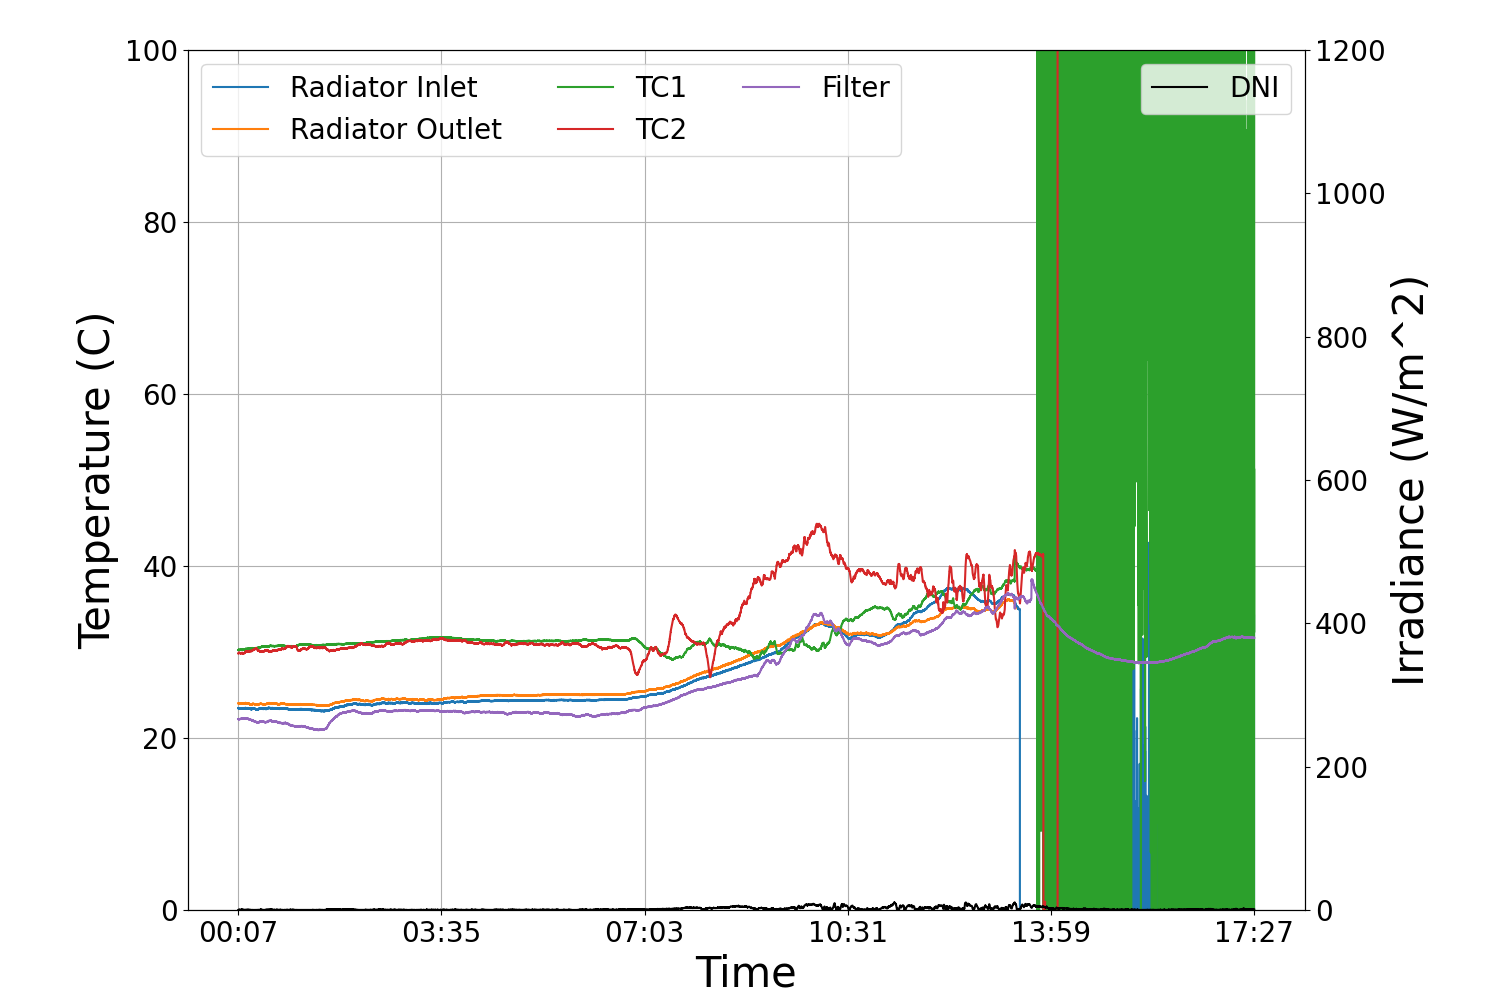 100
80
60
40
20
0
Temperature (C)
Radiator Inlet
Radiator Outlet
TC1
TC2
Filter
DNI
1200
1000
800
600
400
200
0
Irradiance (W/m^2)
00:07 03:35 07:03 10:31 13:59 17:27
Time